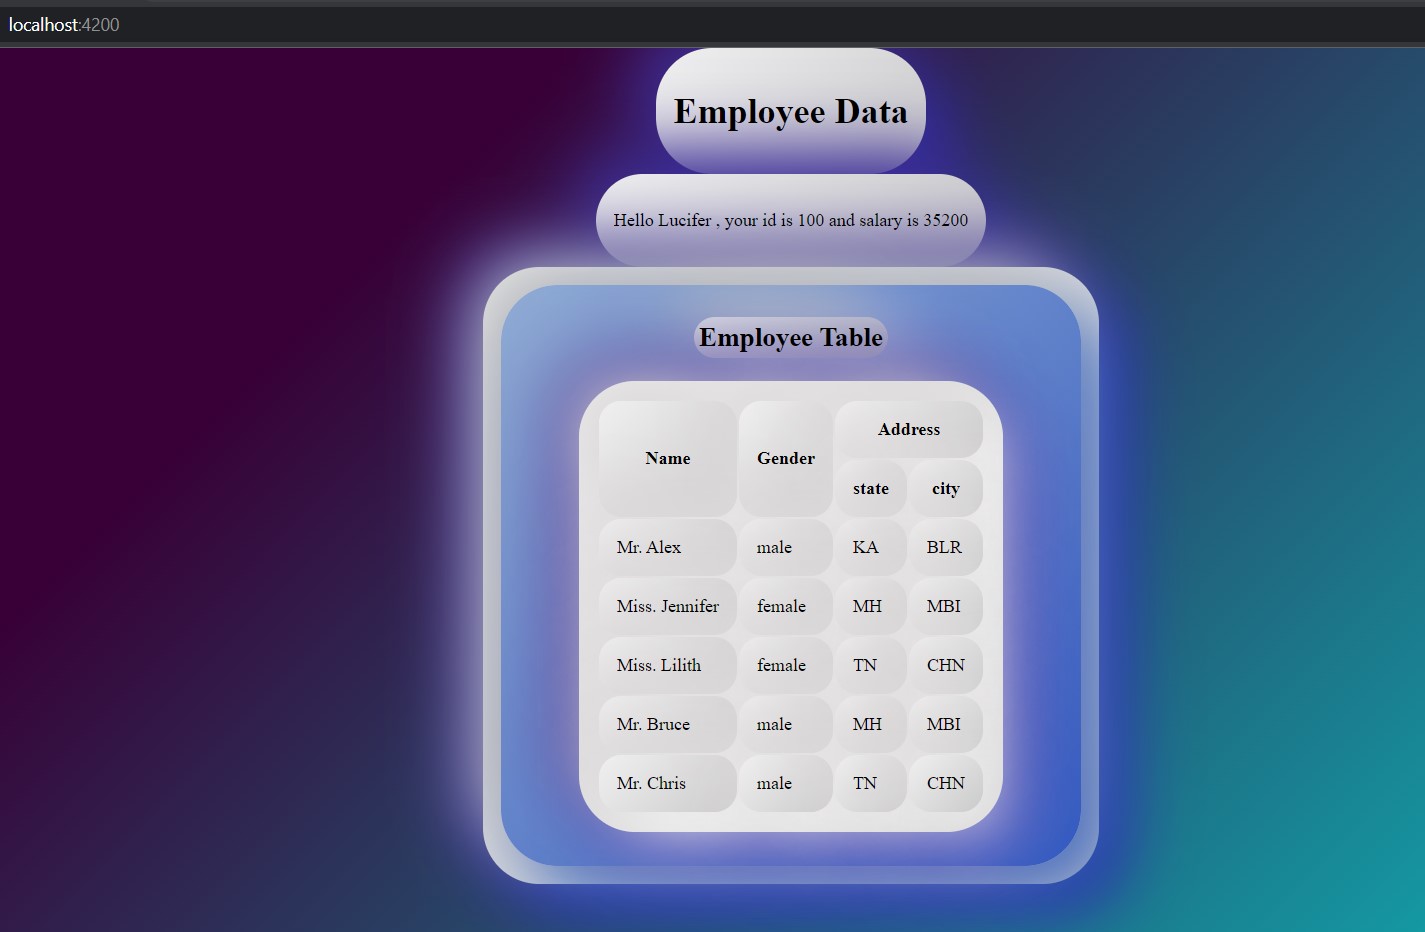 localhost:4200
Employee Data
Hello Lucifer , your id is 100 and salary is 35200
Employee Table
Name Gender Address
state city
Mr. Alex male KA BLR
Miss. Jennifer female MH MBI
Miss. Lilith female TN CHN
Mr. Bruce male MH MBI
Mr. Chris male TN CHN